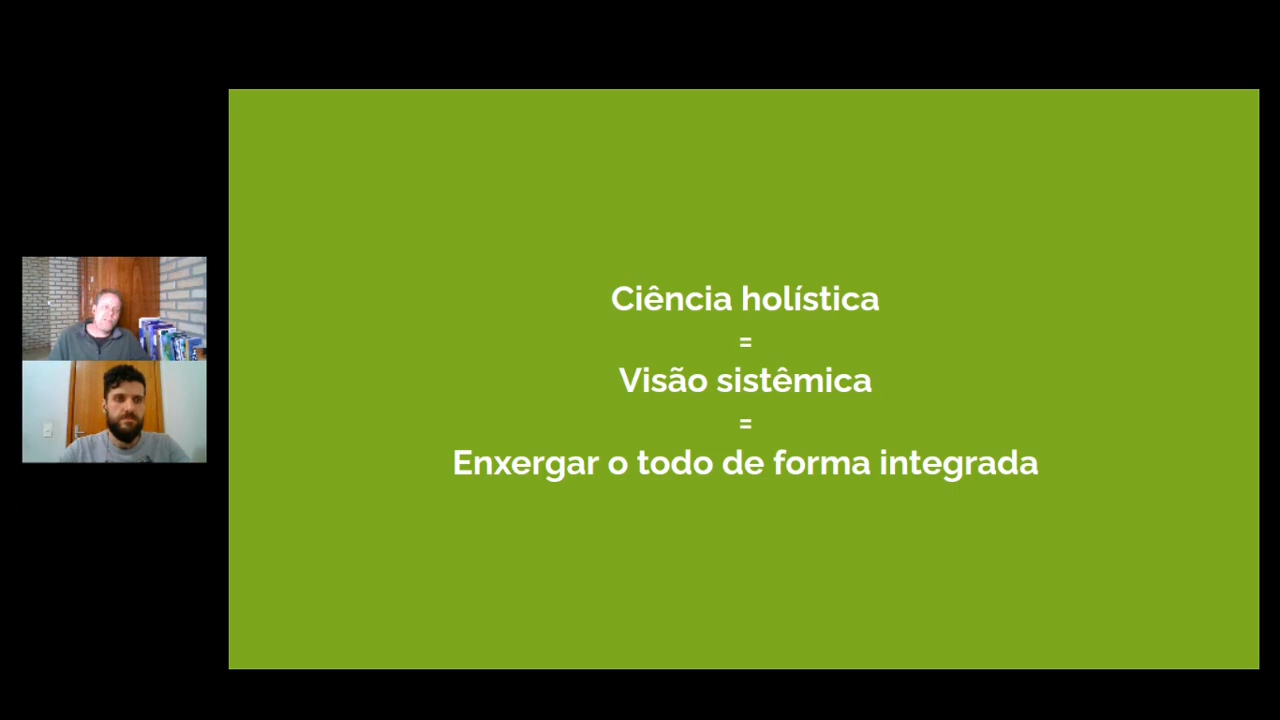 Ciência holística
=
Visão sistêmica
=
Enxergar o todo de forma integrada